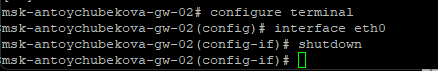 msk-antoychubekova-gw-02# configure terminal
msk-antoychubekova-gw-02(config)# interface eth0
msk-antoychubekova-gw-02(config-if)# shutdown
msk-antoychubekova-gw-02(config-if)#